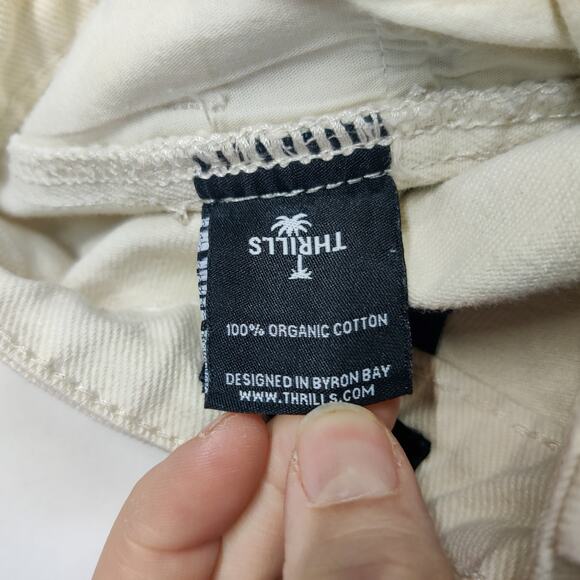 THRILLS
100% ORGANIC COTTON
DESIGNED IN BYRON BAY
WWW.THRILLS.COM